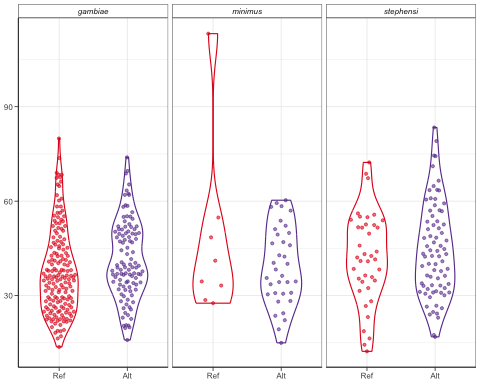 gambiae minimus stephensi
90
60
30
Ref Alt Ref Alt Ref Alt